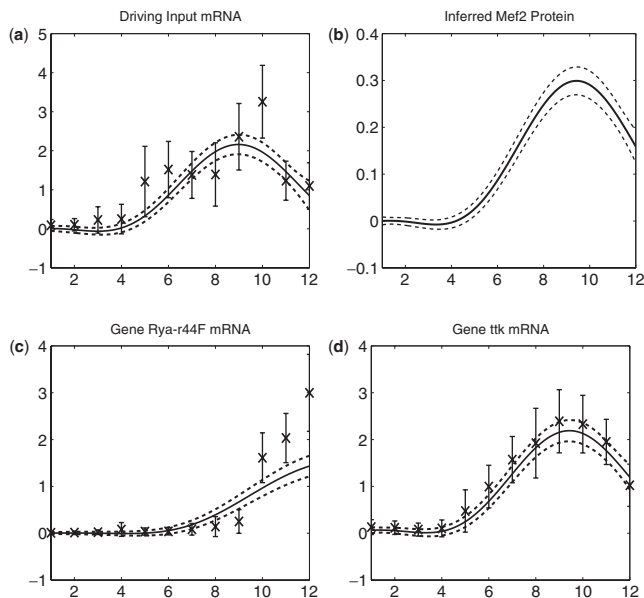 Driving Input mRNA
(a)
5
4
3
2
1
0
−1
2 4 6 8 10 12
Inferred Mef2 Protein
(b)
0.3
0.2
0.1
0
−0.1
2 4 6 8 10 12
Gene Rya-r44F mRNA
(c)
4
3
2
1
0
−1
2 4 6 8 10 12
Gene ttk mRNA
(d)
4
3
2
1
0
−1
2 4 6 8 10 12